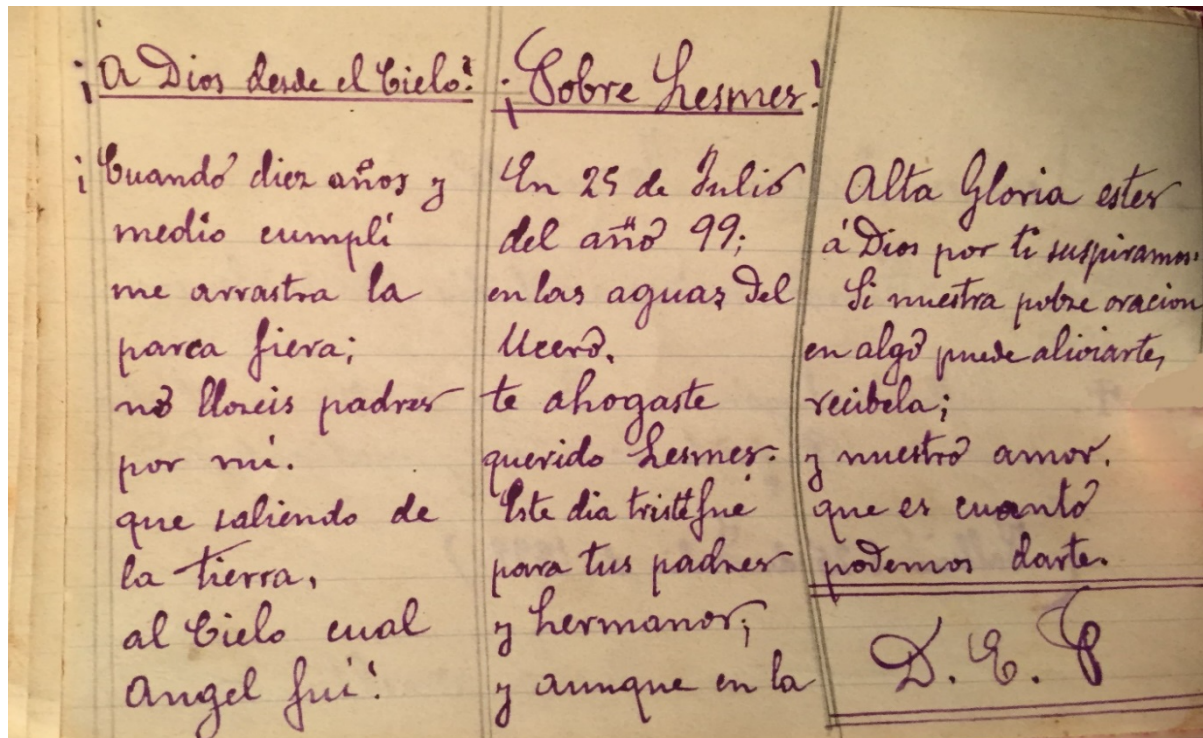 ¡A Dios desde el Cielo!
¡Cuando diez años y
medio cumplí
me arrastra la
parca fiera;
no lloreis padres
por mí.
que saliendo de
la tierra,
al Cielo cual
Angel fuí!
¡Pobre Lesmes!
En 25 de Julio
del año 99;
en las aguas del
Ucero,
te ahogaste
querido Lesmes.
Este dia triste fué
para tus padres
y hermanos;
y aunque en la
Alta Gloria estes
á Dios por ti suspiramos.
Si nuestra pobre oracion
en algo puede aliviarte,
recibela;
y nuestro amor.
que es cuanto
podemos darte.
D. E. P